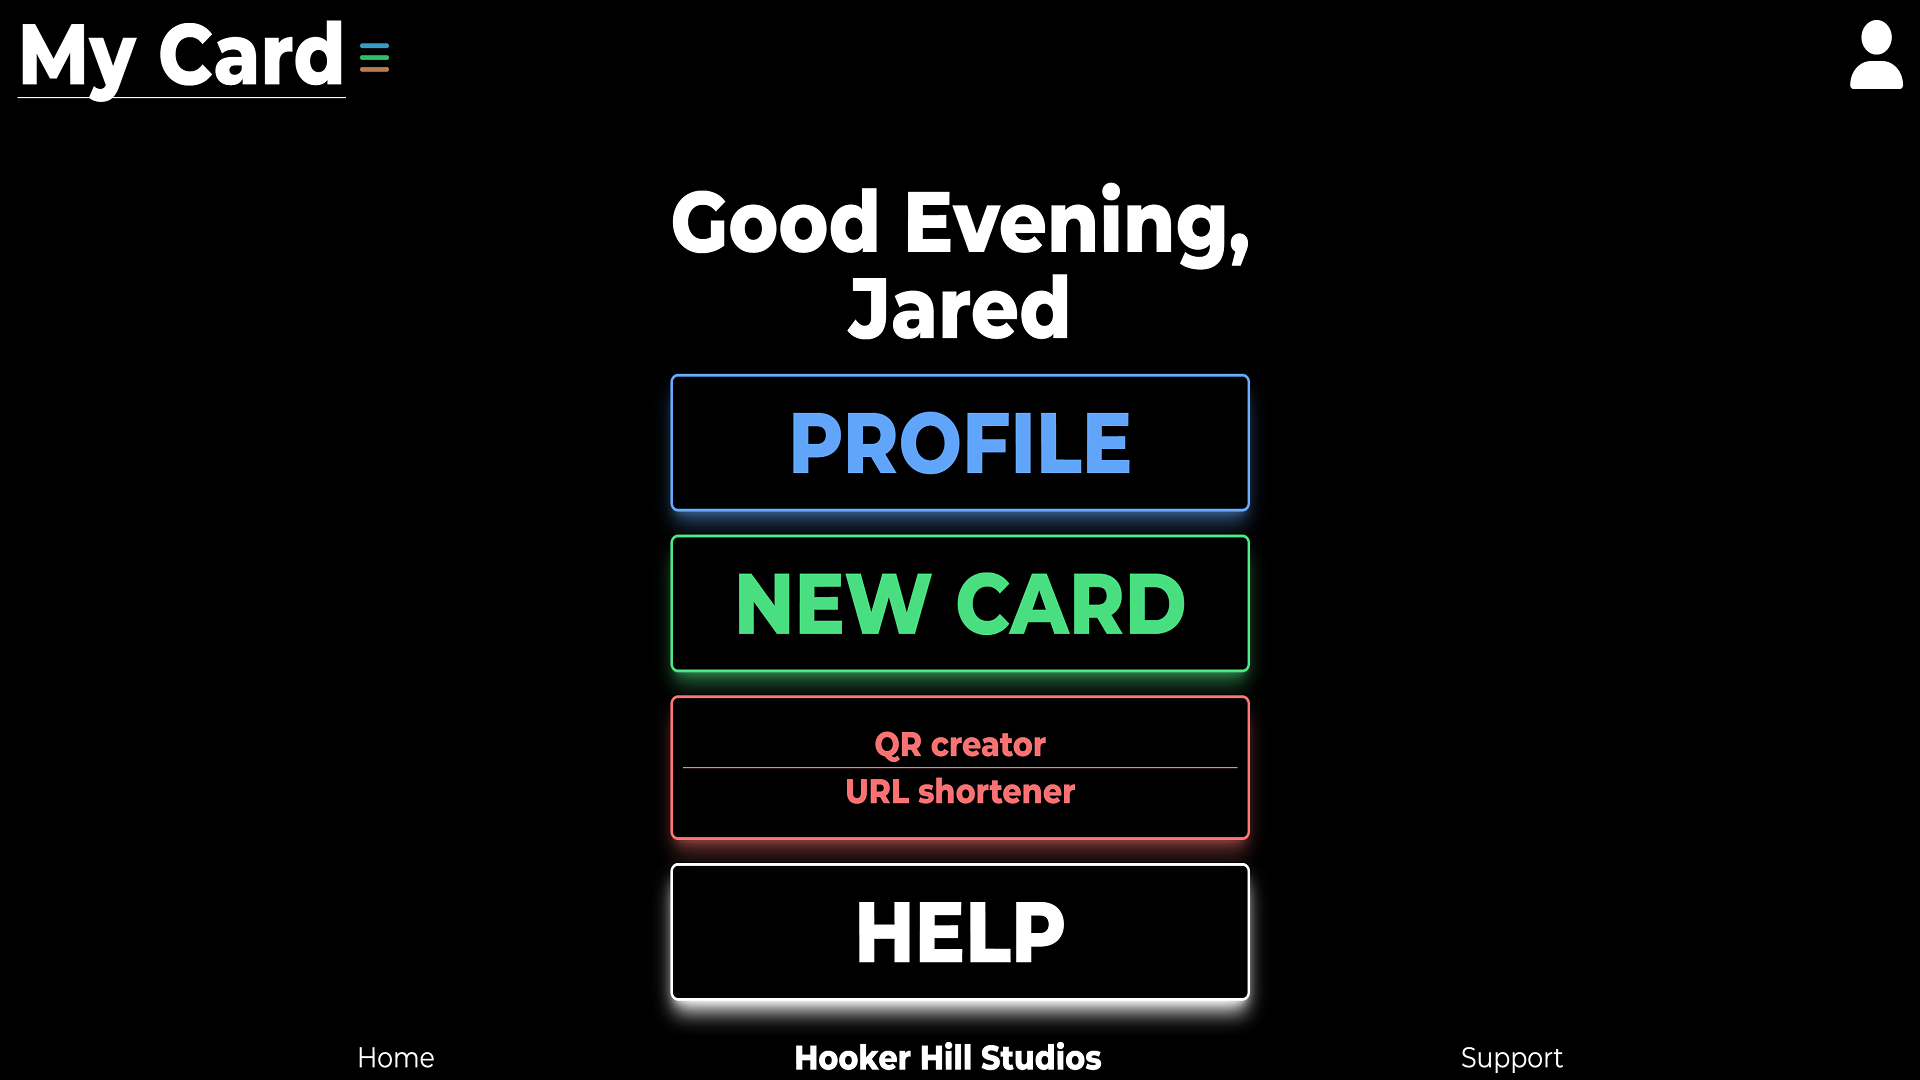 My Card
Good Evening,
Jared
PROFILE
NEW CARD
QR creator
URL shortener
HELP
Home
Hooker Hill Studios
Support